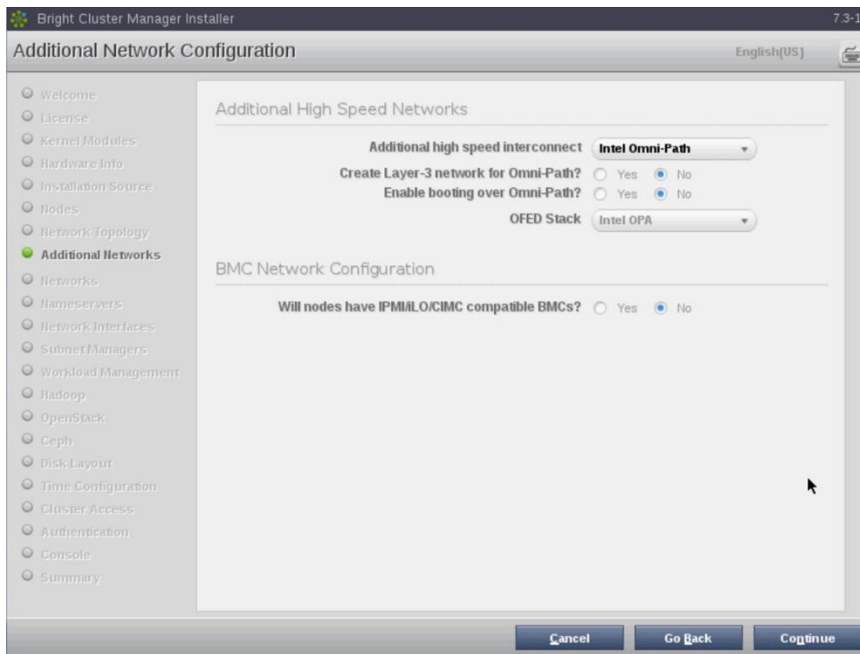 Bright Cluster Manager Installer 7.3-1
Additional Network Configuration English(US)
Welcome
License
Kernel Modules
Hardware Info
Installation Source
Nodes
Network Topology
Additional Networks
Networks
Nameservers
Network Interfaces
Subnet Managers
Workload Management
Hadoop
OpenStack
Ceph
Disk Layout
Time Configuration
Cluster Access
Authentication
Console
Summary
Additional High Speed Networks
Additional high speed interconnect Intel Omni-Path
Create Layer-3 network for Omni-Path? Yes No
Enable booting over Omni-Path? Yes No
OFED Stack Intel OPA
BMC Network Configuration
Will nodes have IPMI/iLO/CIMC compatible BMCs? Yes No
Cancel Go Back Continue